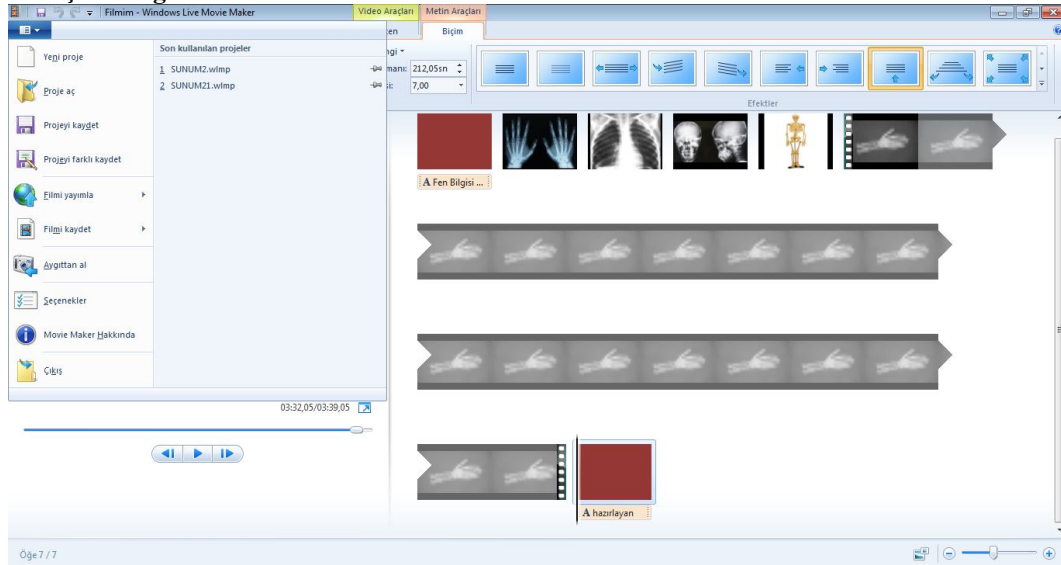 Filmim - Windows Live Movie Maker
Video Araçları
Metin Araçları
Biçim
Yeni proje
Proje aç
Projeyi kaydet
Projeyi farklı kaydet
Filmi yayımla
Filmi kaydet
Aygıttan al
Seçenekler
Movie Maker Hakkında
Çıkış
Son kullanılan projeler
1 SUNUM2.wlmp
2 SUNUM21.wlmp
212,05sn
7,00
Efektler
A Fen Bilgisi ...
03:32,05/03:39,05
A hazırlayan
Öğe 7 / 7